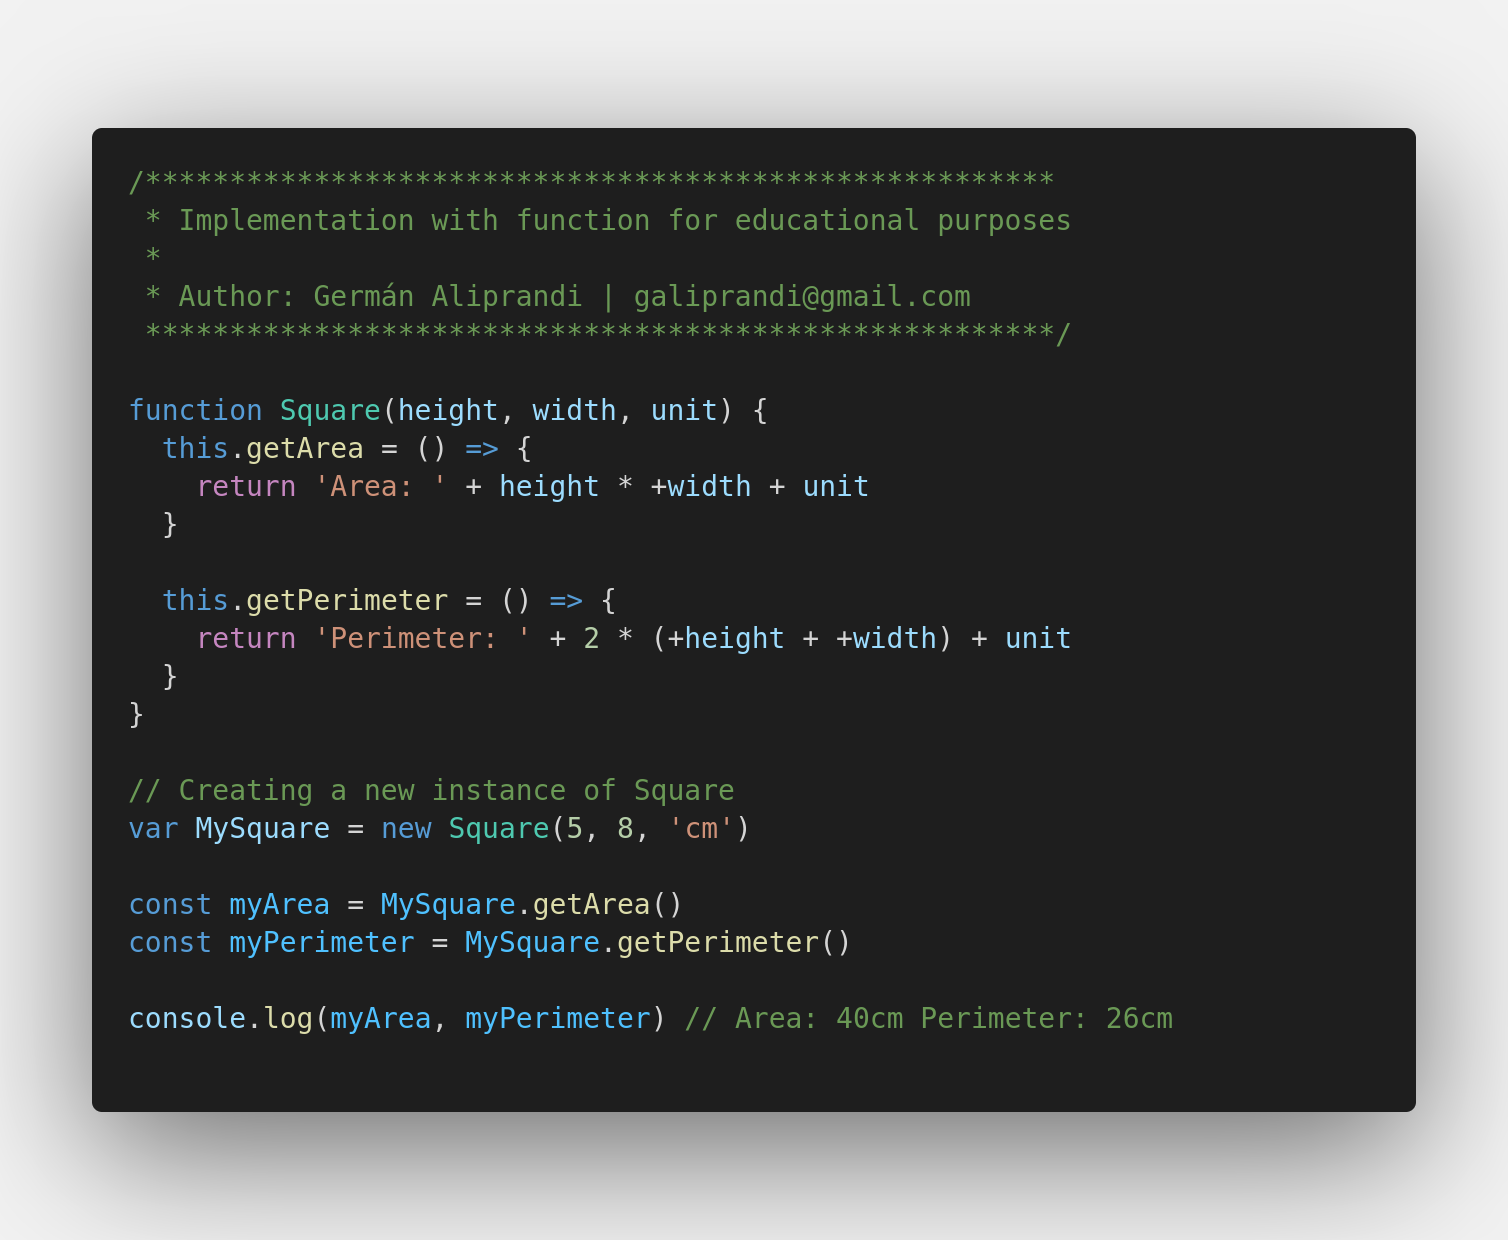 /******************************************************
 * Implementation with function for educational purposes
 *
 * Author: Germán Aliprandi | galiprandi@gmail.com
 ******************************************************/

function Square(height, width, unit) {
  this.getArea = () => {
    return 'Area: ' + height * +width + unit
  }

  this.getPerimeter = () => {
    return 'Perimeter: ' + 2 * (+height + +width) + unit
  }
}

// Creating a new instance of Square
var MySquare = new Square(5, 8, 'cm')

const myArea = MySquare.getArea()
const myPerimeter = MySquare.getPerimeter()

console.log(myArea, myPerimeter) // Area: 40cm Perimeter: 26cm